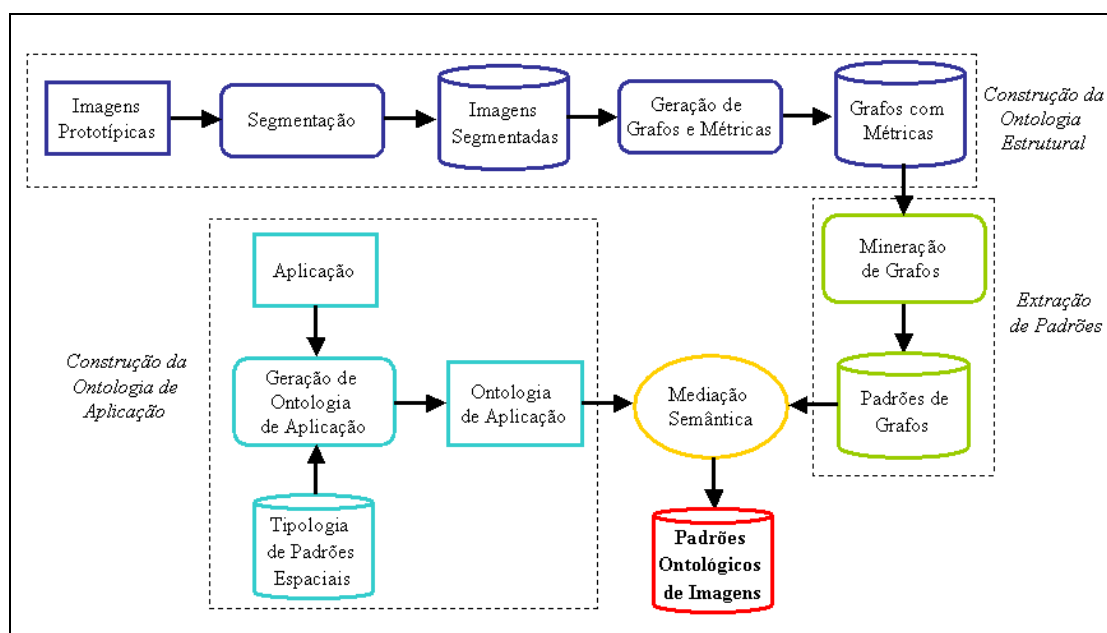 Imagens
Prototípicas
Segmentação
Imagens
Segmentadas
Geração de
Grafos e Métricas
Grafos com
Métricas
Construção da
Ontologia
Estrutural
Mineração
de Grafos
Extração
de Padrões
Padrões de
Grafos
Construção da
Ontologia de
Aplicação
Aplicação
Geração de
Ontologia
de Aplicação
Ontologia
de Aplicação
Tipologia
de Padrões
Espaciais
Mediação
Semântica
Padrões
Ontológicos
de Imagens